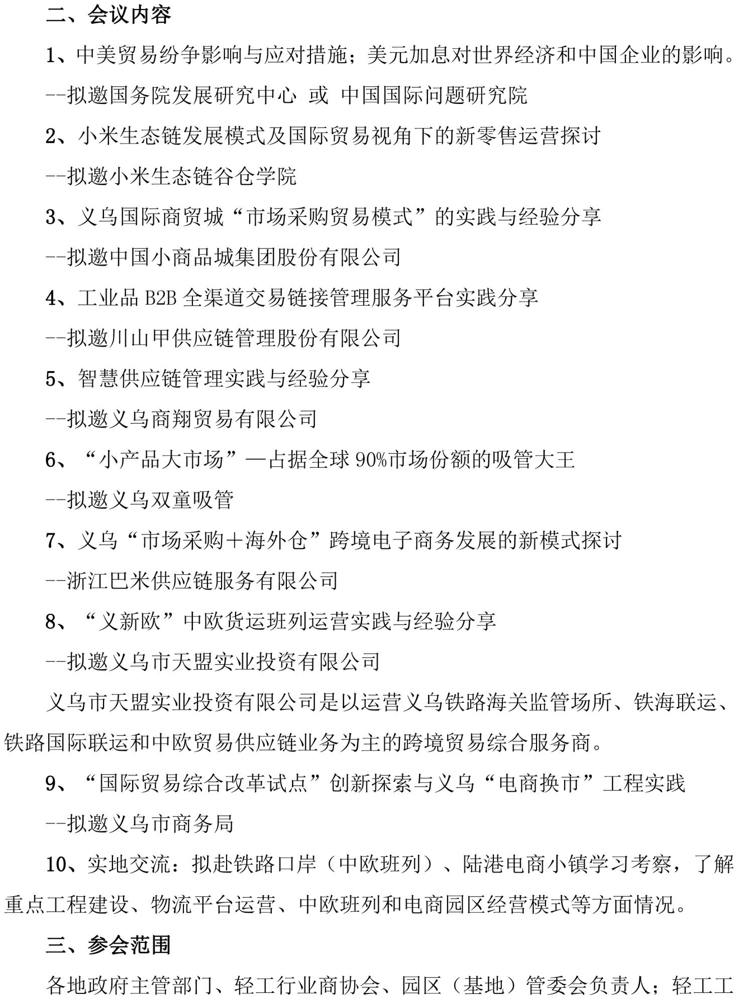 二、会议内容
1、中美贸易纷争影响与应对措施；美元加息对世界经济和中国企业的影响。
--拟邀国务院发展研究中心 或 中国国际问题研究院
2、小米生态链发展模式及国际贸易视角下的新零售运营探讨
--拟邀小米生态链谷仓学院
3、义乌国际商贸城“市场采购贸易模式”的实践与经验分享
--拟邀中国小商品城集团股份有限公司
4、工业品 B2B 全渠道交易链接管理服务平台实践分享
--拟邀川山甲供应链管理股份有限公司
5、智慧供应链管理实践与经验分享
--拟邀义乌商翔贸易有限公司
6、“小产品大市场”—占据全球 90%市场份额的吸管大王
--拟邀义乌双童吸管
7、义乌“市场采购＋海外仓”跨境电子商务发展的新模式探讨
--浙江巴米供应链服务有限公司
8、“义新欧”中欧货运班列运营实践与经验分享
--拟邀义乌市天盟实业投资有限公司
义乌市天盟实业投资有限公司是以运营义乌铁路海关监管场所、铁海联运、
铁路国际联运和中欧贸易供应链业务为主的跨境贸易综合服务商。
9、“国际贸易综合改革试点”创新探索与义乌“电商换市”工程实践
--拟邀义乌市商务局
10、实地交流：拟赴铁路口岸（中欧班列）、陆港电商小镇学习考察，了解
重点工程建设、物流平台运营、中欧班列和电商园区经营模式等方面情况。
三、参会范围
各地政府主管部门、轻工行业商协会、园区（基地）管委会负责人；轻工工